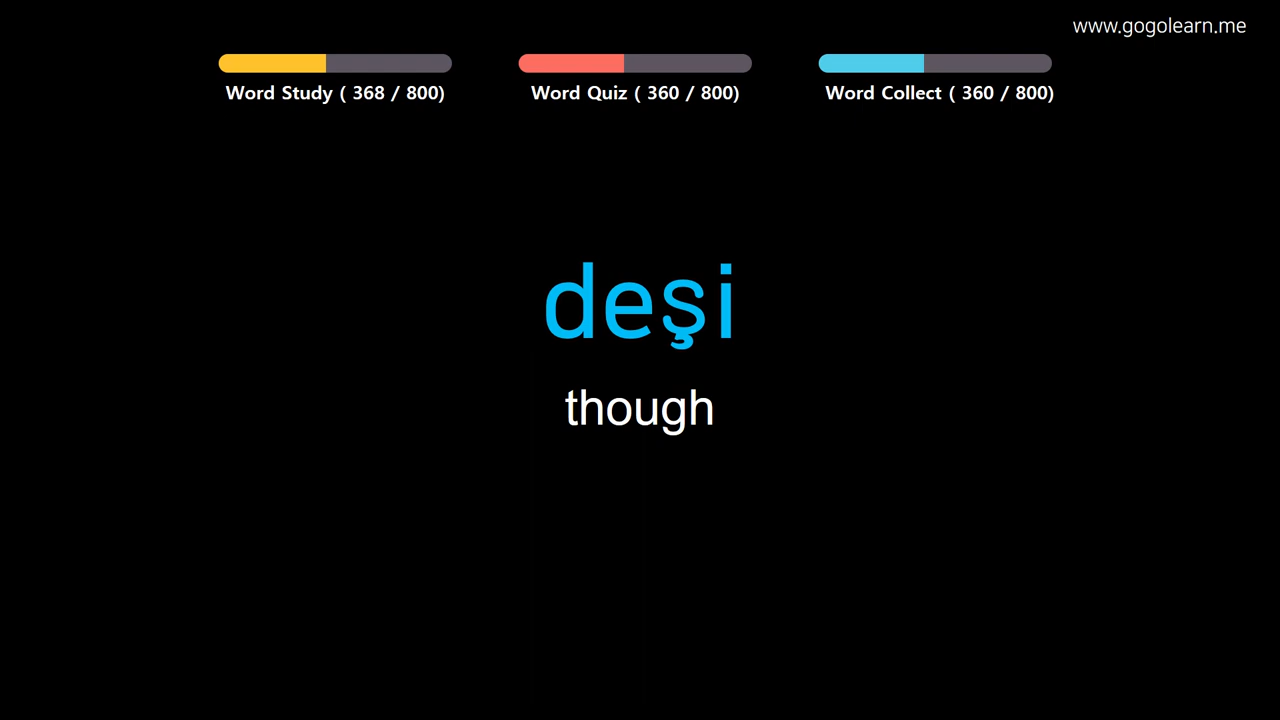 www.gogolearn.me
Word Study ( 368 / 800)
Word Quiz ( 360 / 800)
Word Collect ( 360 / 800)
deşi
though